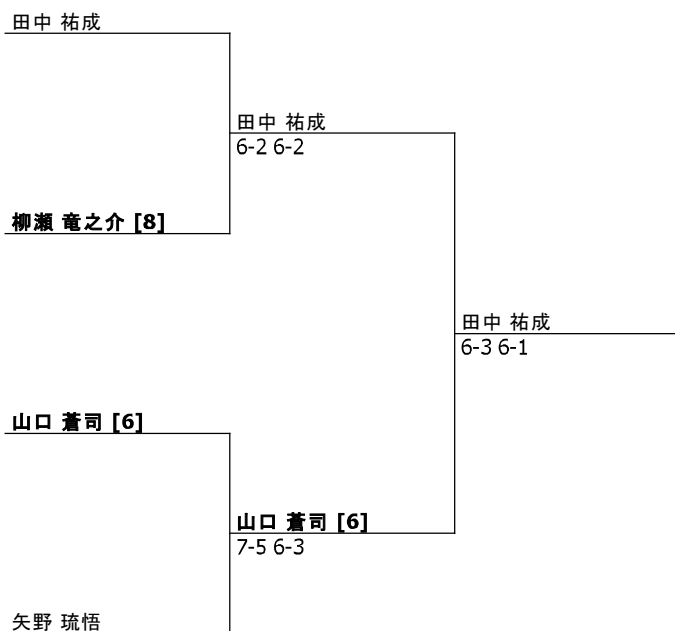 田中 祐成
田中 祐成
6-2 6-2
柳瀬 竜之介 [8]
田中 祐成
6-3 6-1
山口 蒼司 [6]
山口 蒼司 [6]
7-5 6-3
矢野 琉悟